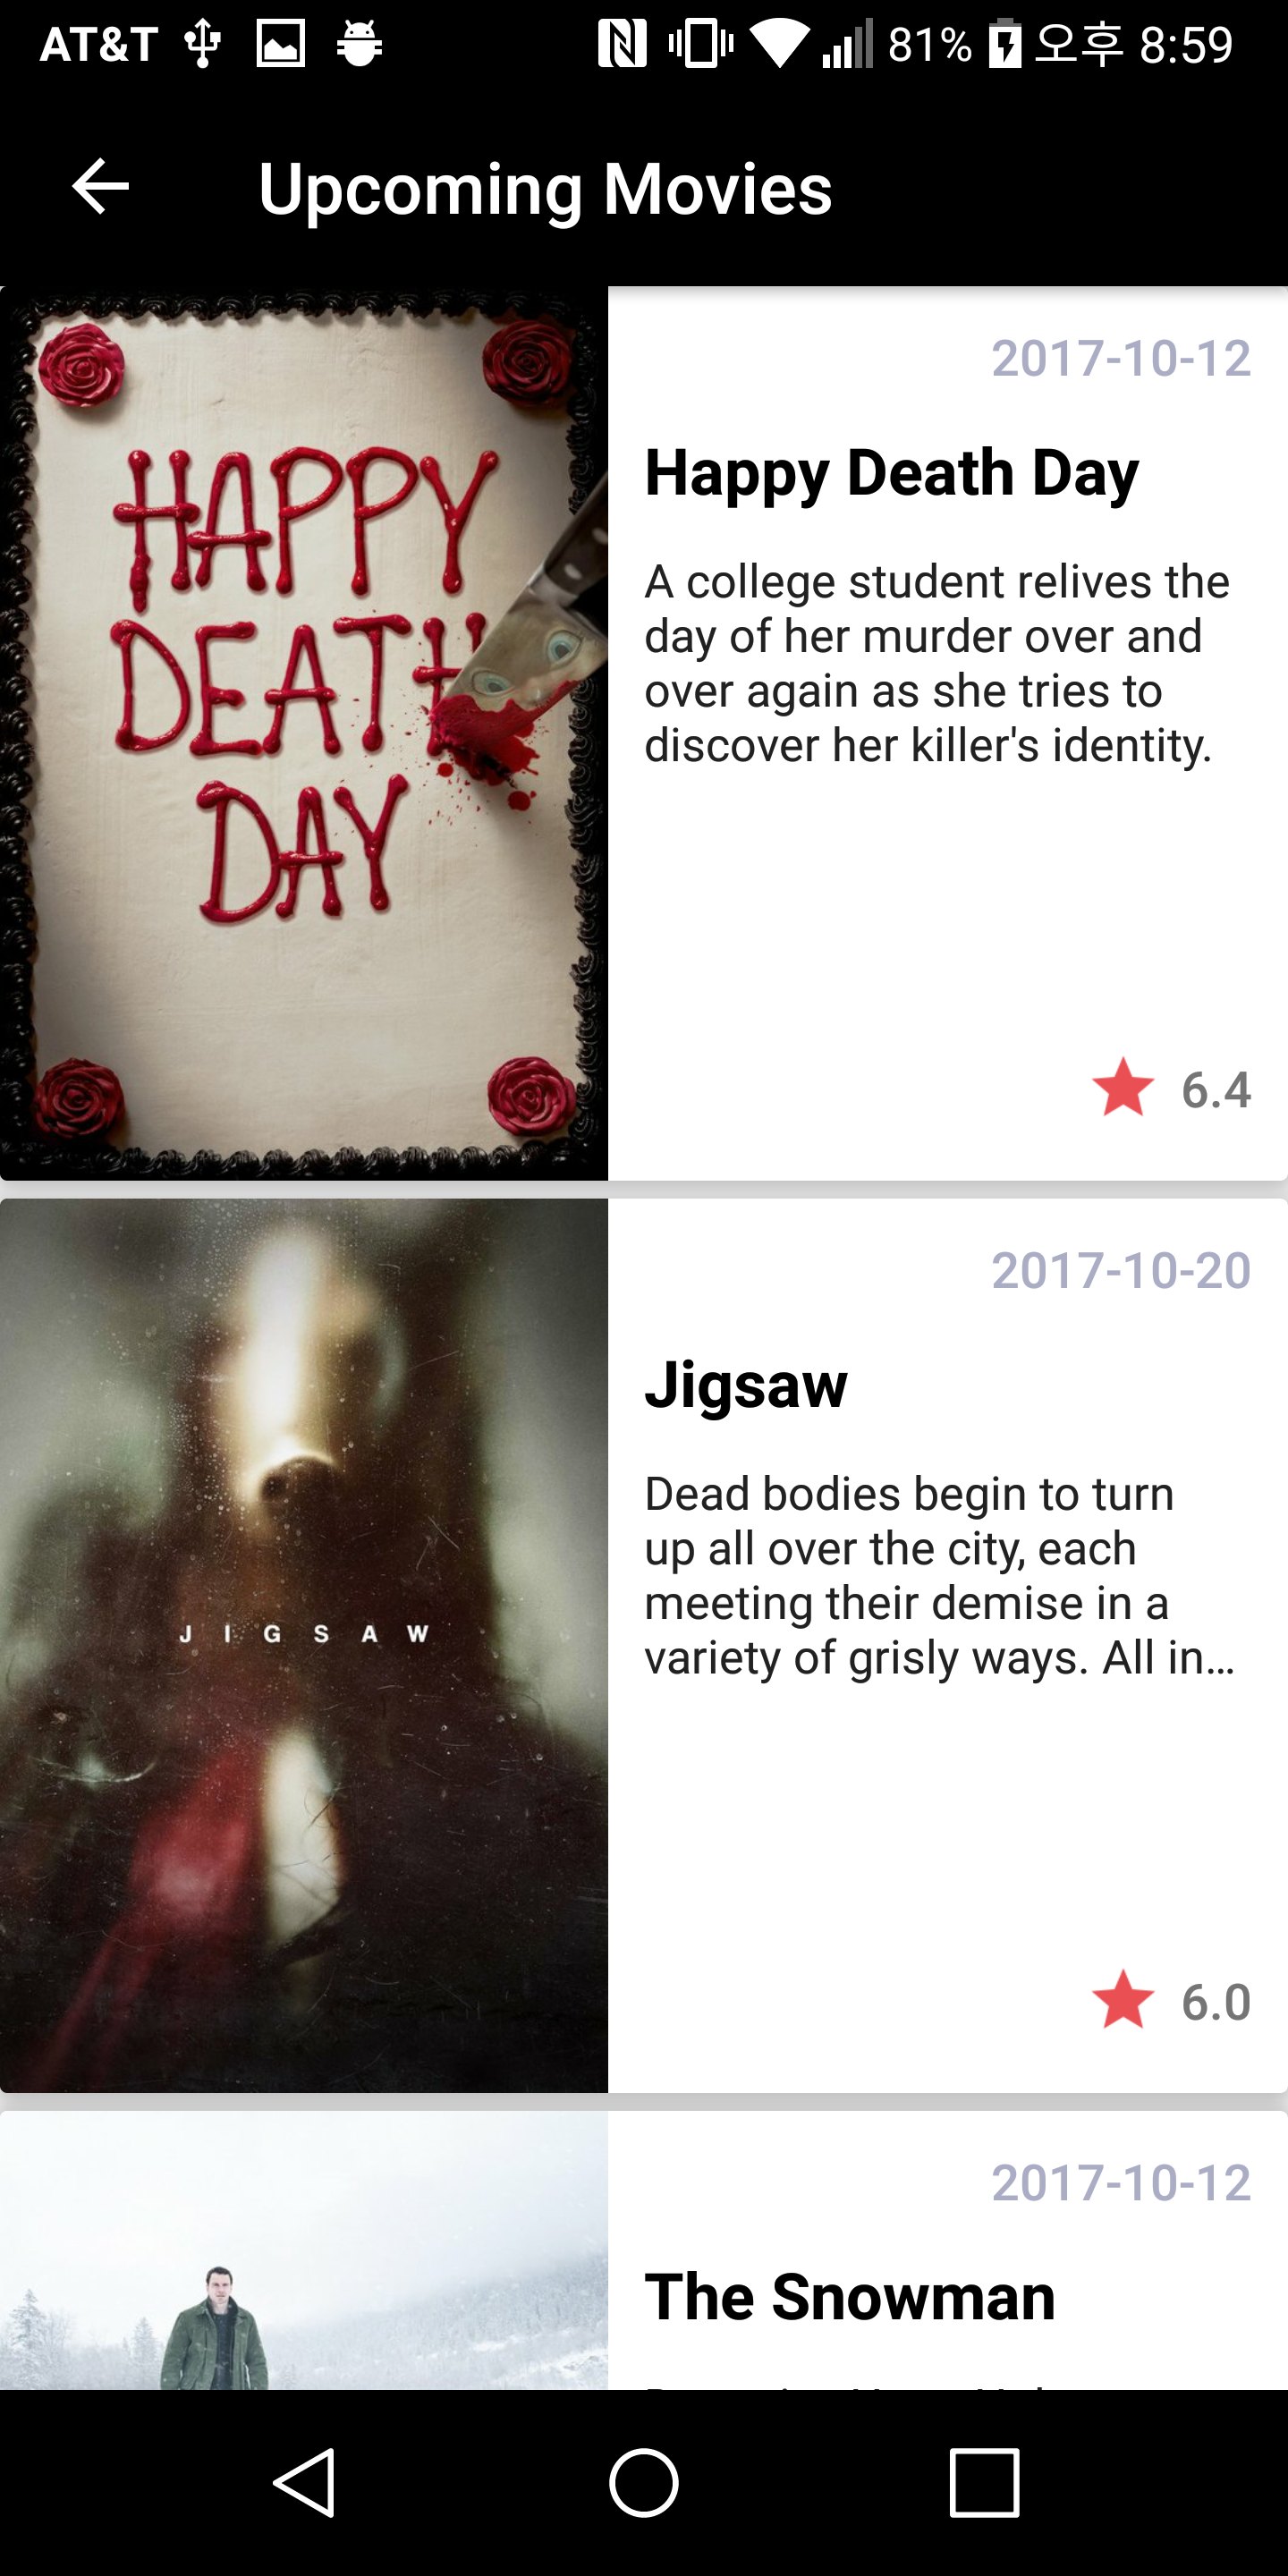 AT&T 81% 오후 8:59
Upcoming Movies
HAPPY
DEATH
DAY
2017-10-12
Happy Death Day
A college student relives the
day of her murder over and
over again as she tries to
discover her killer's identity.
6.4
JIGSAW
2017-10-20
Jigsaw
Dead bodies begin to turn
up all over the city, each
meeting their demise in a
variety of grisly ways. All in…
6.0
2017-10-12
The Snowman